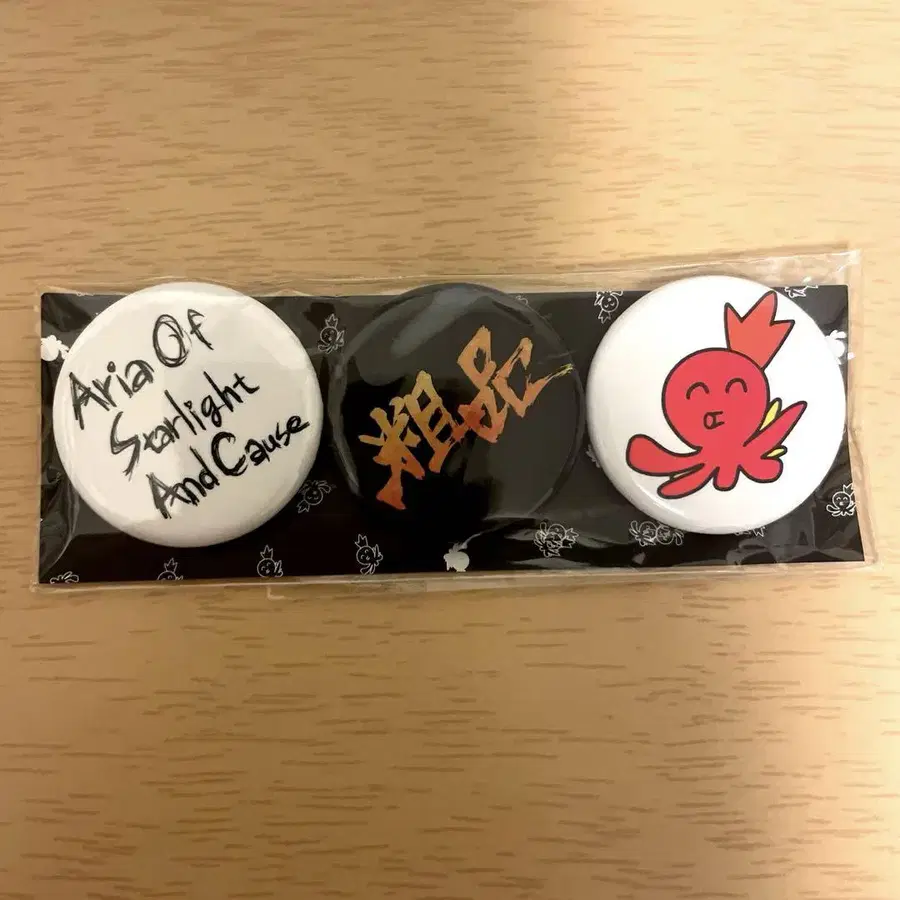 Aria Of
Starlight
And Cause
粗品